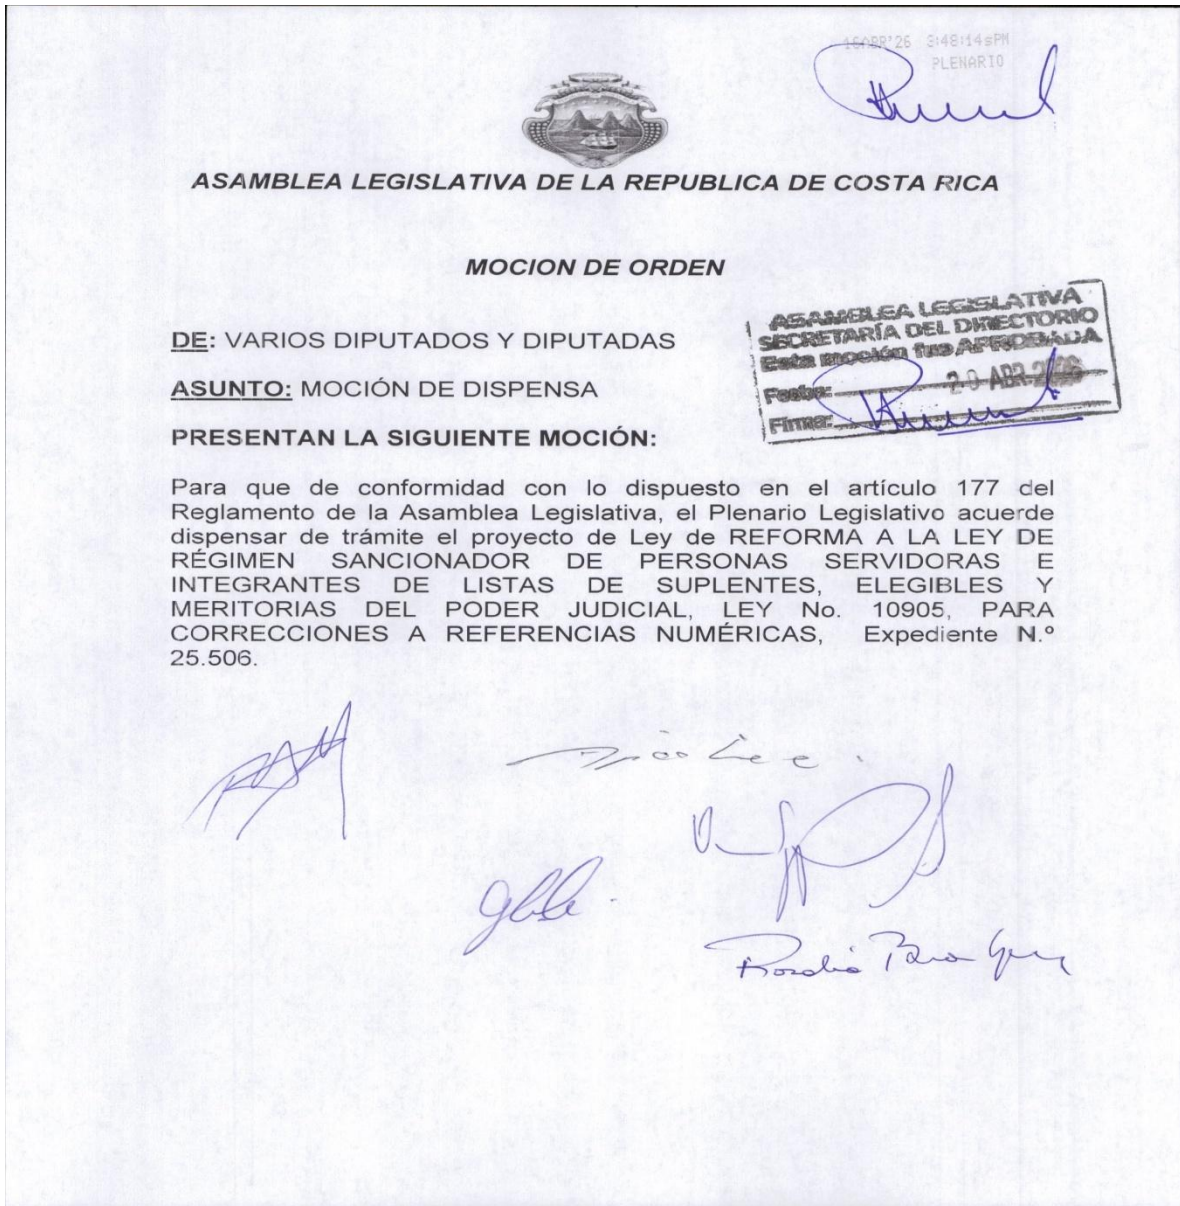 16ABR'26 3:48:14sPM
PLENARIO
ASAMBLEA LEGISLATIVA DE LA REPUBLICA DE COSTA RICA
MOCION DE ORDEN
ASAMBLEA LEGISLATIVA
SECRETARÍA DEL DIRECTORIO
Esta moción fue APROBADA
Fecha: 20 ABR 2026
Firma:
DE: VARIOS DIPUTADOS Y DIPUTADAS
ASUNTO: MOCIÓN DE DISPENSA
PRESENTAN LA SIGUIENTE MOCIÓN:
Para que de conformidad con lo dispuesto en el artículo 177 del
Reglamento de la Asamblea Legislativa, el Plenario Legislativo acuerde
dispensar de trámite el proyecto de Ley de REFORMA A LA LEY DE
RÉGIMEN SANCIONADOR DE PERSONAS SERVIDORAS E
INTEGRANTES DE LISTAS DE SUPLENTES, ELEGIBLES Y
MERITORIAS DEL PODER JUDICIAL, LEY No. 10905, PARA
CORRECCIONES A REFERENCIAS NUMÉRICAS, Expediente N.º
25.506.